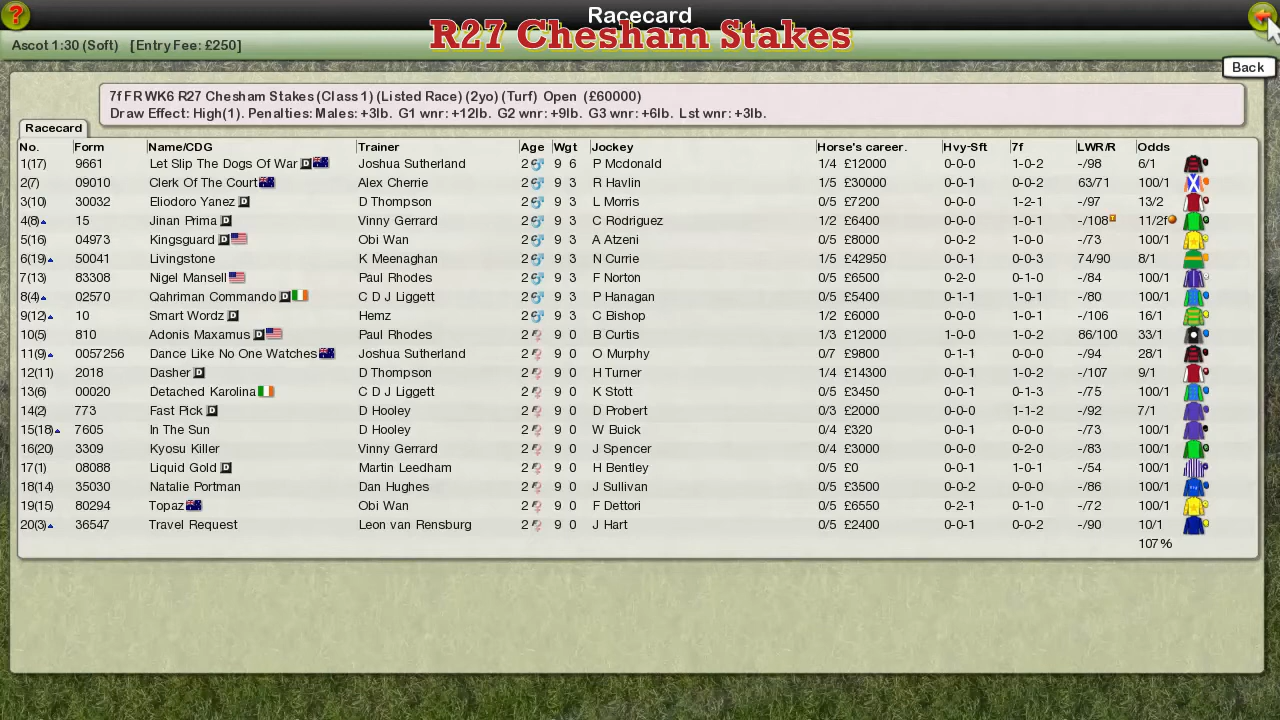 Racecard
R27 Chesham Stakes
Ascot 1:30 (Soft) [Entry Fee: £250]
Back
7f FR WK6 R27 Chesham Stakes (Class 1) (Listed Race) (2yo) (Turf) Open (£60000)
Draw Effect: High(1). Penalties: Males: +3lb. G1 wnr: +12lb. G2 wnr: +9lb. G3 wnr: +6lb. Lst wnr: +3lb.
Racecard
No. Form Name/CDG Trainer Age Wgt Jockey Horse's career. Hvy-Sft 7f LWR/R Odds
1(17) 9661 Let Slip The Dogs Of War D Joshua Sutherland 2 9 6 P Mcdonald 1/4 £12000 0-0-0 1-0-2 -/98 6/1
2(7) 09010 Clerk Of The Court Alex Cherrie 2 9 3 R Havlin 1/5 £30000 0-0-1 0-0-2 63/71 100/1
3(10) 30032 Eliodoro Yanez D D Thompson 2 9 3 L Morris 0/5 £7200 0-0-0 1-2-1 -/97 13/2
4(8) 15 Jinan Prima D Vinny Gerrard 2 9 3 C Rodriguez 1/2 £6400 0-0-0 1-0-1 -/108 11/2f
5(16) 04973 Kingsguard D Obi Wan 2 9 3 A Atzeni 0/5 £8000 0-0-2 1-0-0 -/73 100/1
6(19) 50041 Livingstone K Meenaghan 2 9 3 N Currie 1/5 £42950 0-0-1 0-0-3 74/90 8/1
7(13) 83308 Nigel Mansell Paul Rhodes 2 9 3 F Norton 0/5 £6500 0-2-0 0-1-0 -/84 100/1
8(4) 02570 Qahriman Commando D C D J Liggett 2 9 3 P Hanagan 0/5 £5400 0-1-1 1-0-1 -/80 100/1
9(12) 10 Smart Wordz D Hemz 2 9 3 C Bishop 1/2 £6000 0-0-0 1-0-1 -/106 16/1
10(5) 810 Adonis Maxamus D Paul Rhodes 2 9 0 B Curtis 1/3 £12000 1-0-0 1-0-2 86/100 33/1
11(9) 0057256 Dance Like No One Watches Joshua Sutherland 2 9 0 O Murphy 0/7 £9800 0-1-1 0-0-0 -/94 28/1
12(11) 2018 Dasher D D Thompson 2 9 0 H Turner 1/4 £14300 0-0-1 1-0-2 -/107 9/1
13(6) 00020 Detached Karolina C D J Liggett 2 9 0 K Stott 0/5 £3450 0-0-1 0-1-3 -/75 100/1
14(2) 773 Fast Pick D D Hooley 2 9 0 D Probert 0/3 £2000 0-0-0 1-1-2 -/92 7/1
15(18) 7605 In The Sun D Hooley 2 9 0 W Buick 0/4 £320 0-0-1 0-0-0 -/73 100/1
16(20) 3309 Kyosu Killer Vinny Gerrard 2 9 0 J Spencer 0/4 £3000 0-0-0 0-2-0 -/83 100/1
17(1) 08088 Liquid Gold D Martin Leedham 2 9 0 H Bentley 0/5 £0 0-0-1 1-0-1 -/54 100/1
18(14) 35030 Natalie Portman Dan Hughes 2 9 0 J Sullivan 0/5 £3500 0-0-2 0-0-0 -/86 100/1
19(15) 80294 Topaz Obi Wan 2 9 0 F Dettori 0/5 £6550 0-2-1 0-1-0 -/72 100/1
20(3) 36547 Travel Request Leon van Rensburg 2 9 0 J Hart 0/5 £2400 0-0-1 0-0-2 -/90 10/1
107%